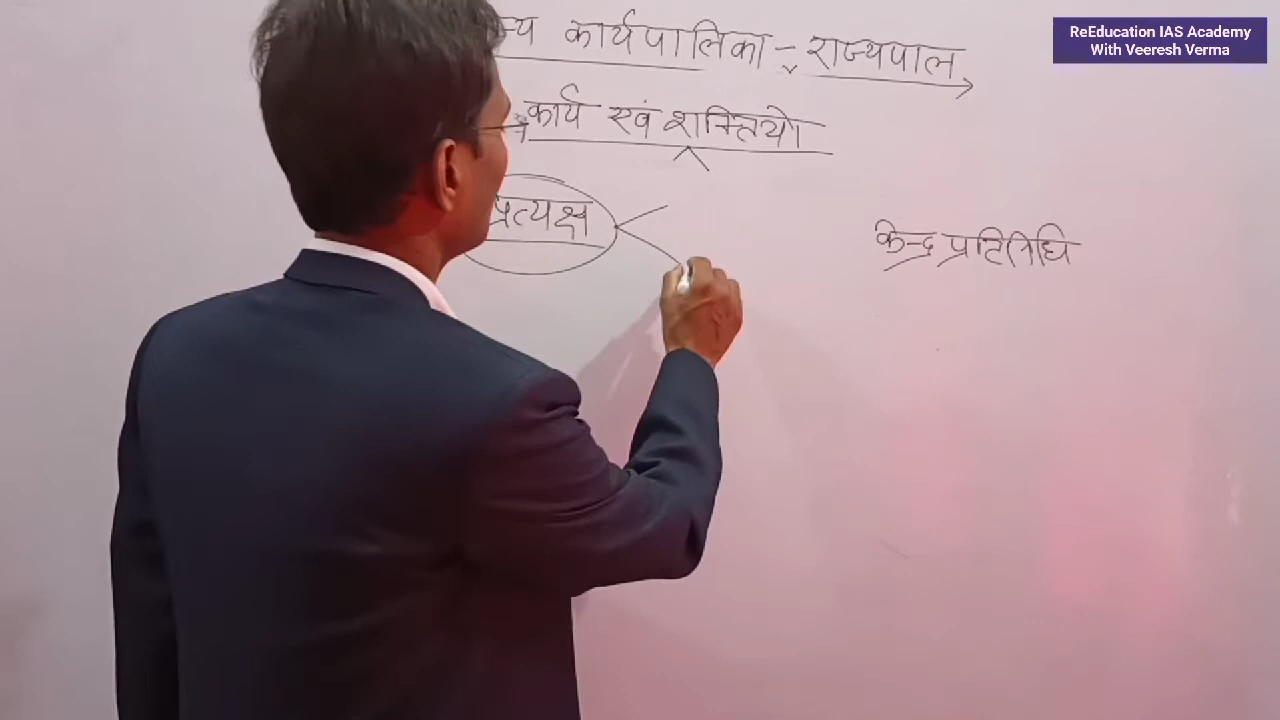 कार्यपालिका - राज्यपाल
ReEducation IAS Academy
With Veeresh Verma
कार्य एवं शक्तियो
प्रत्यक्ष
केन्द्र प्रतिनिधि